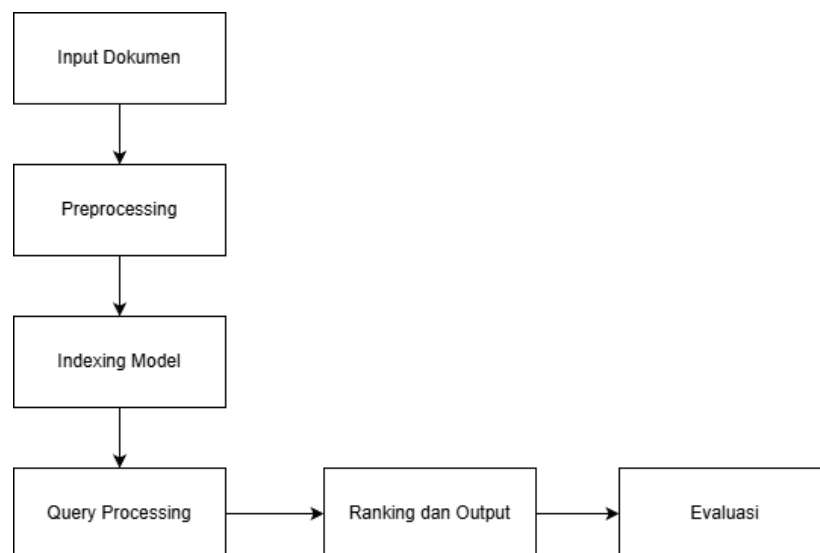 Input Dokumen
Preprocessing
Indexing Model
Query Processing
Ranking dan Output
Evaluasi